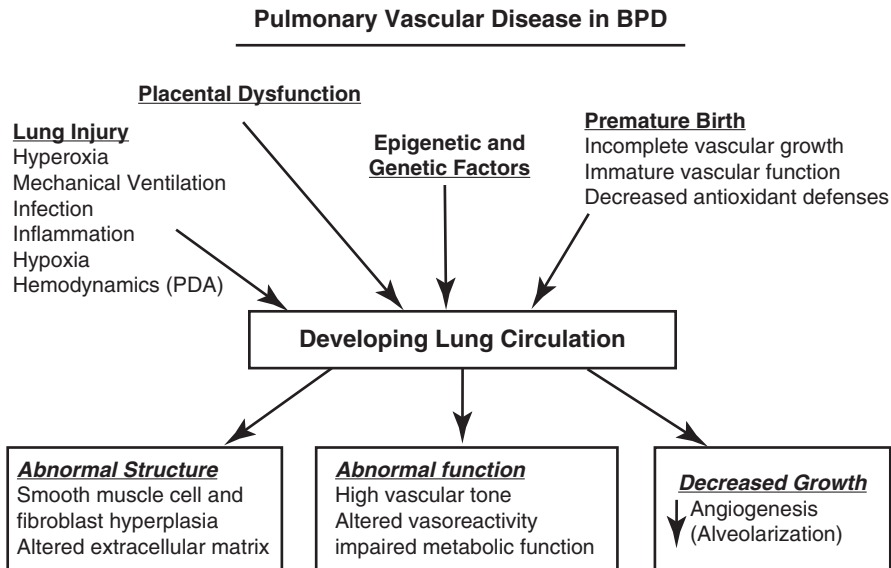 Pulmonary Vascular Disease in BPD
Placental Dysfunction
Lung Injury
Hyperoxia
Mechanical Ventilation
Infection
Inflammation
Hypoxia
Hemodynamics (PDA)
Epigenetic and
Genetic Factors
Premature Birth
Incomplete vascular growth
Immature vascular function
Decreased antioxidant defenses
Developing Lung Circulation
Abnormal Structure
Smooth muscle cell and
fibroblast hyperplasia
Altered extracellular matrix
Abnormal function
High vascular tone
Altered vasoreactivity
impaired metabolic function
Decreased Growth
Angiogenesis
(Alveolarization)